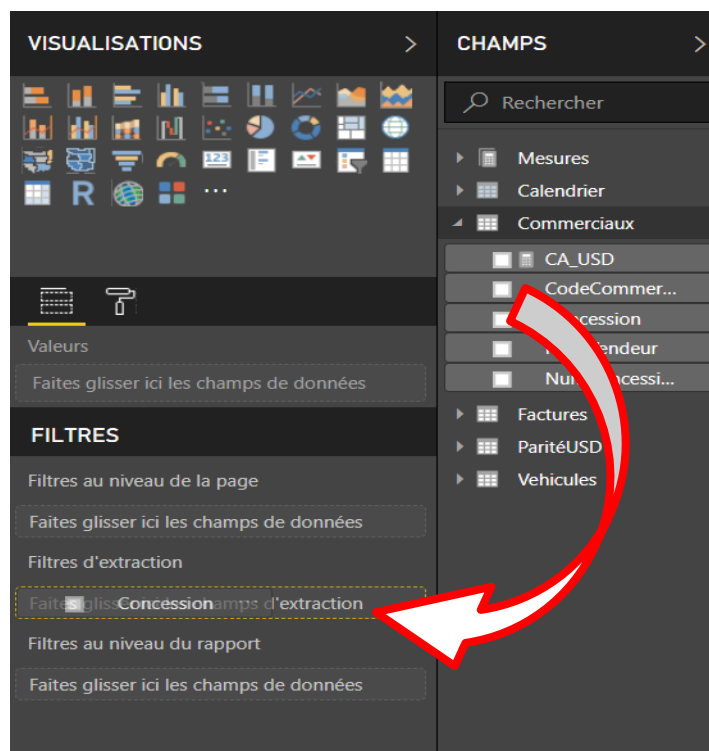 VISUALISATIONS
123
R
Valeurs
Faites glisser ici les champs de données
FILTRES
Filtres au niveau de la page
Faites glisser ici les champs de données
Filtres d'extraction
Concession d'extraction
Filtres au niveau du rapport
Faites glisser ici les champs de données
CHAMPS
Rechercher
Mesures
Calendrier
Commerciaux
CA_USD
CodeCommer...
Factures
ParitéUSD
Vehicules